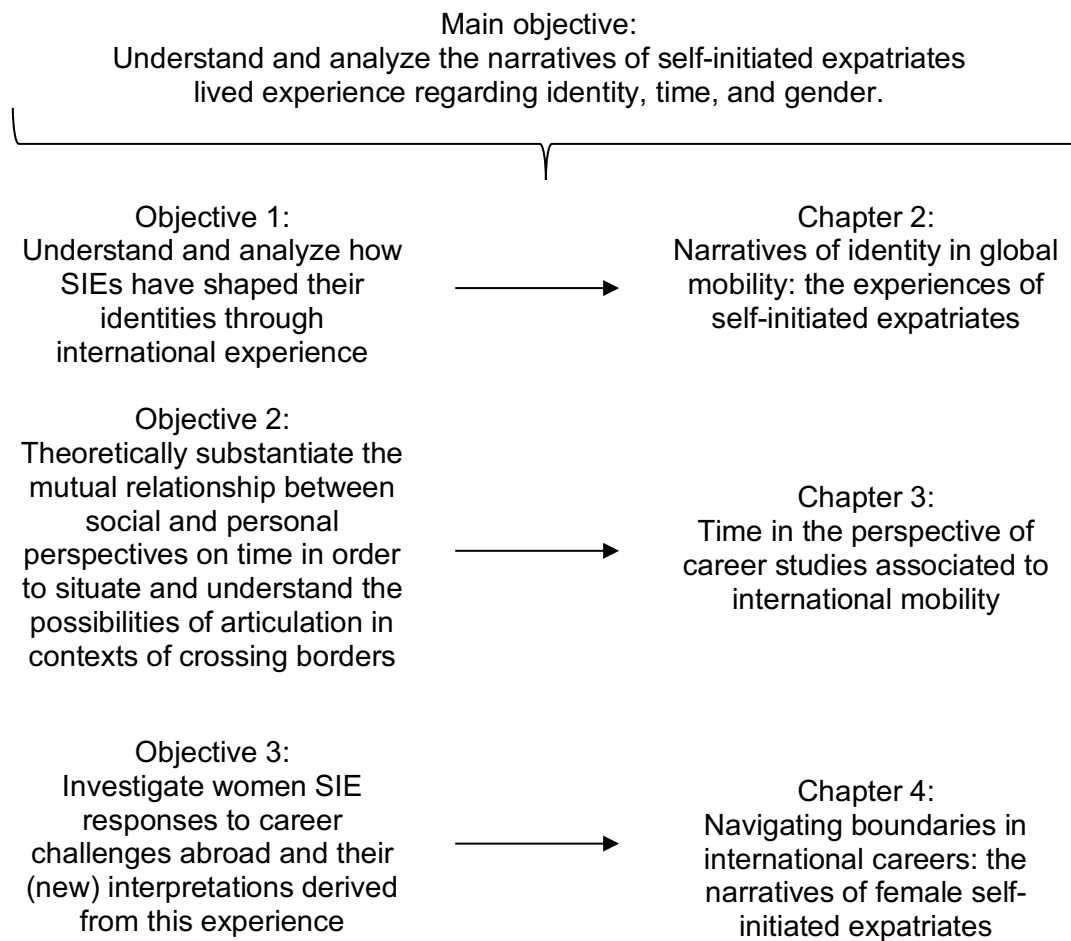 Main objective:
Understand and analyze the narratives of self-initiated expatriates
lived experience regarding identity, time, and gender.
Objective 1:
Understand and analyze how
SIEs have shaped their
identities through
international experience
Chapter 2:
Narratives of identity in global
mobility: the experiences of
self-initiated expatriates
Objective 2:
Theoretically substantiate the
mutual relationship between
social and personal
perspectives on time in order
to situate and understand the
possibilities of articulation in
contexts of crossing borders
Chapter 3:
Time in the perspective of
career studies associated to
international mobility
Objective 3:
Investigate women SIE
responses to career
challenges abroad and their
(new) interpretations derived
from this experience
Chapter 4:
Navigating boundaries in
international careers: the
narratives of female self-
initiated expatriates